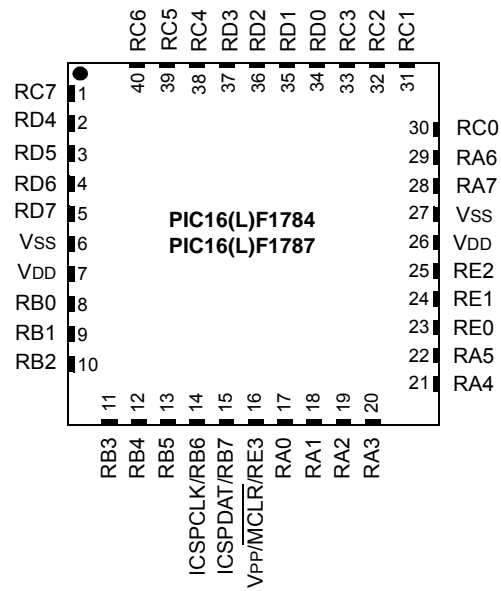 RC6
RC5
RC4
RD3
RD2
RD1
RD0
RC3
RC2
RC1
40
39
38
37
36
35
34
33
32
31
RC7 1
RD4 2
RD5 3
RD6 4
RD7 5
VSS 6
VDD 7
RB0 8
RB1 9
RB2 10
PIC16(L)F1784
PIC16(L)F1787
30 RC0
29 RA6
28 RA7
27 VSS
26 VDD
25 RE2
24 RE1
23 RE0
22 RA5
21 RA4
11
12
13
14
15
16
17
18
19
20
RB3
RB4
RB5
ICSPCLK/RB6
ICSPDAT/RB7
VPP/MCLR/RE3
RA0
RA1
RA2
RA3